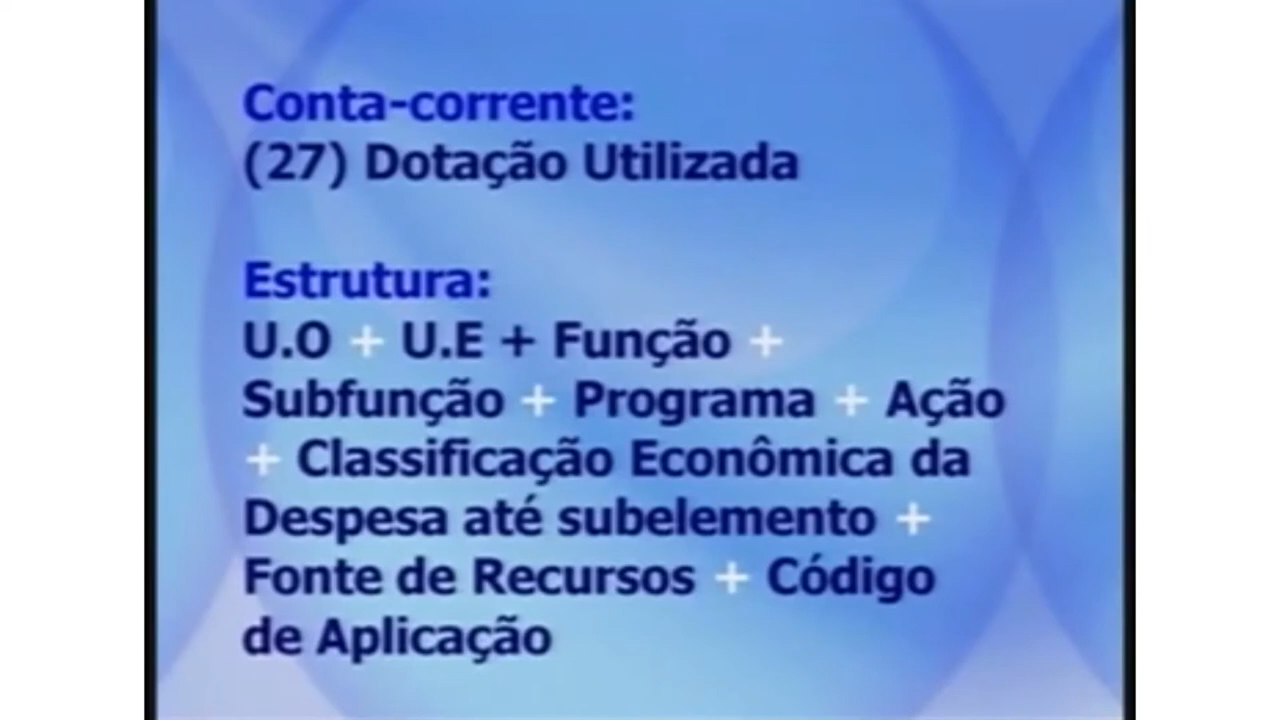 Conta-corrente:
(27) Dotação Utilizada
Estrutura:
U.O + U.E + Função +
Subfunção + Programa + Ação
+ Classificação Econômica da
Despesa até subelemento +
Fonte de Recursos + Código
de Aplicação